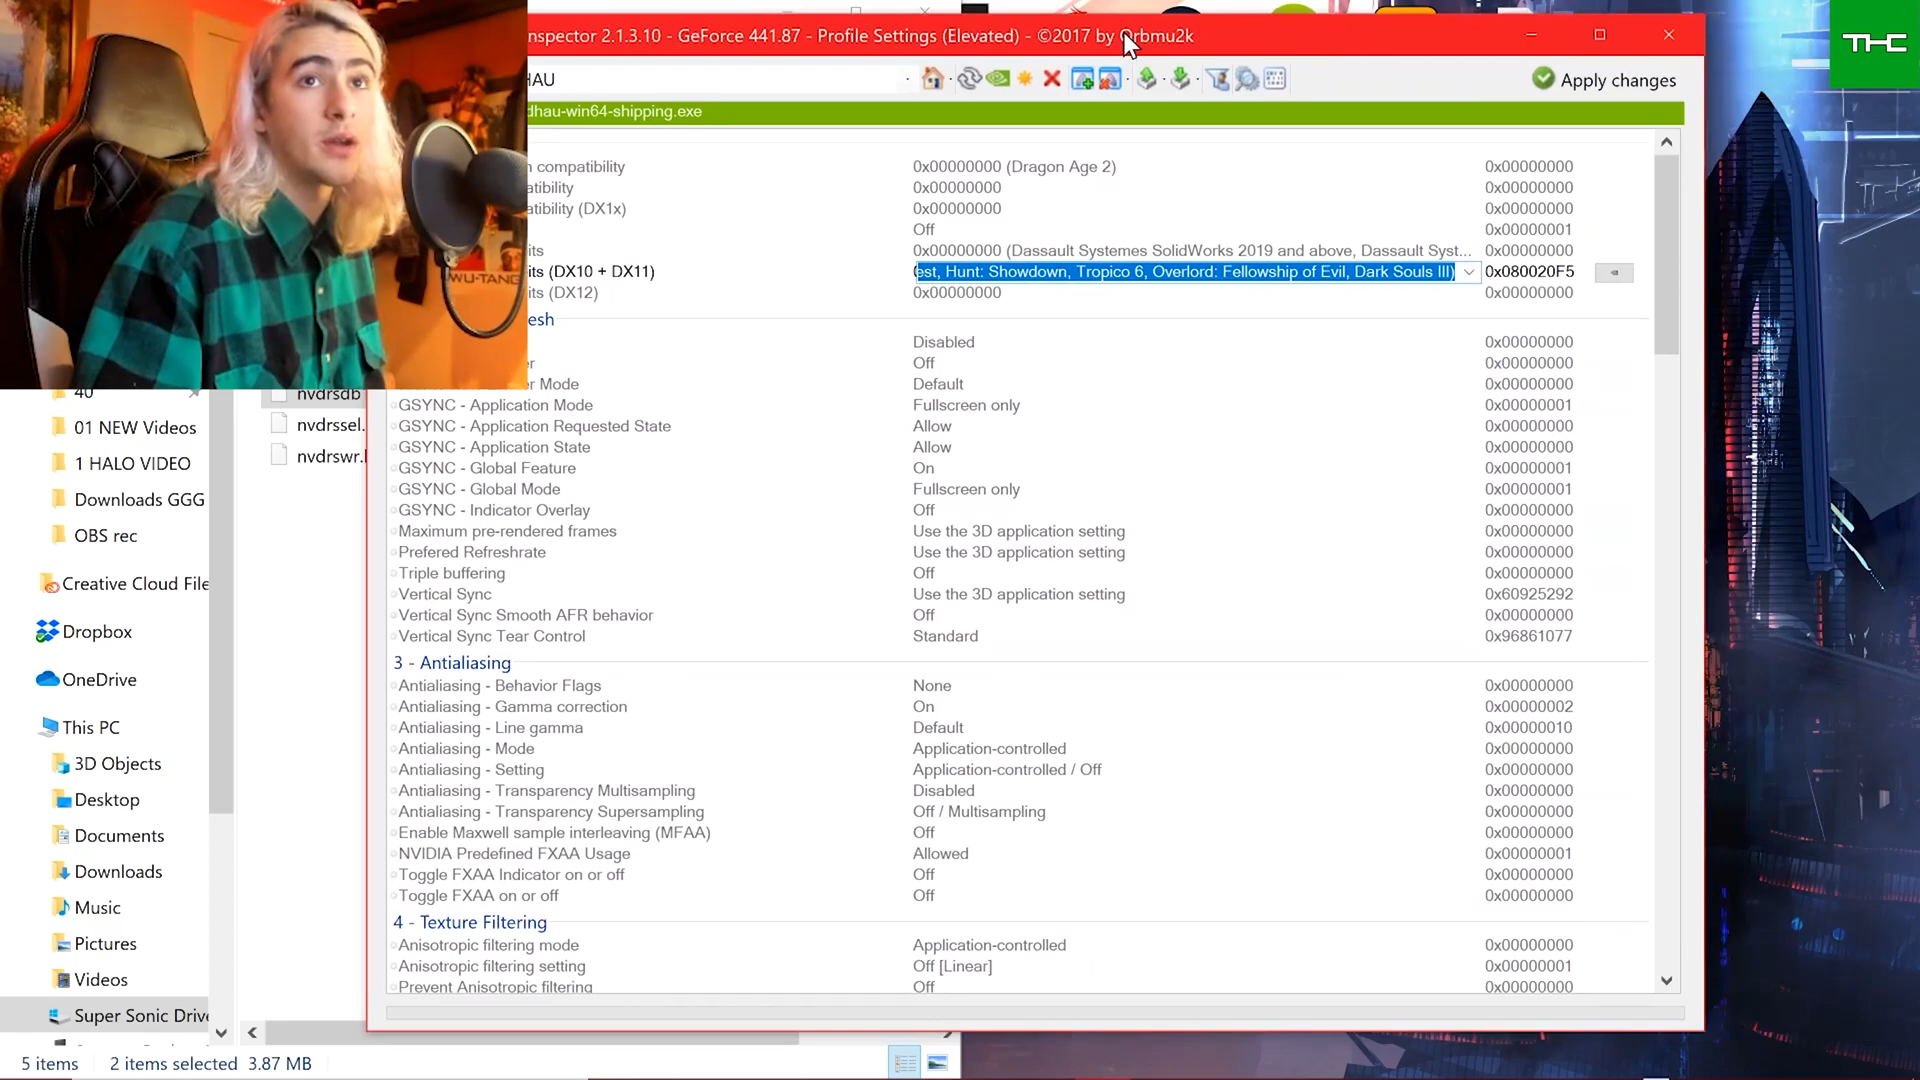 nspector 2.1.3.10 - GeForce 441.87 - Profile Settings (Elevated) - ©2017 by Orbmu2k
THC
HAU
Apply changes
dhau-win64-shipping.exe
n compatibility 0x00000000 (Dragon Age 2) 0x00000000
atibility 0x00000000 0x00000000
atibility (DX1x) 0x00000000 0x00000000
Off 0x00000001
its 0x00000000 (Dassault Systemes SolidWorks 2019 and above, Dassault Syst... 0x00000000
its (DX10 + DX11) est, Hunt: Showdown, Tropico 6, Overlord: Fellowship of Evil, Dark Souls III) 0x080020F5
its (DX12) 0x00000000 0x00000000
WU-TANG
esh
Disabled 0x00000000
er Off 0x00000000
er Mode Default 0x00000000
GSYNC - Application Mode Fullscreen only 0x00000001
GSYNC - Application Requested State Allow 0x00000000
GSYNC - Application State Allow 0x00000000
GSYNC - Global Feature On 0x00000001
GSYNC - Global Mode Fullscreen only 0x00000001
GSYNC - Indicator Overlay Off 0x00000000
Maximum pre-rendered frames Use the 3D application setting 0x00000000
Prefered Refreshrate Use the 3D application setting 0x00000000
Triple buffering Off 0x00000000
Vertical Sync Use the 3D application setting 0x60925292
Vertical Sync Smooth AFR behavior Off 0x00000000
Vertical Sync Tear Control Standard 0x96861077
3 - Antialiasing
Antialiasing - Behavior Flags None 0x00000000
Antialiasing - Gamma correction On 0x00000002
Antialiasing - Line gamma Default 0x00000010
Antialiasing - Mode Application-controlled 0x00000000
Antialiasing - Setting Application-controlled / Off 0x00000000
Antialiasing - Transparency Multisampling Disabled 0x00000000
Antialiasing - Transparency Supersampling Off / Multisampling 0x00000000
Enable Maxwell sample interleaving (MFAA) Off 0x00000000
NVIDIA Predefined FXAA Usage Allowed 0x00000001
Toggle FXAA Indicator on or off Off 0x00000000
Toggle FXAA on or off Off 0x00000000
4 - Texture Filtering
Anisotropic filtering mode Application-controlled 0x00000000
Anisotropic filtering setting Off [Linear] 0x00000001
Prevent Anisotropic filtering Off 0x00000000
nvdrsdb
nvdrssel.
nvdrswr.l
40
01 NEW Videos
1 HALO VIDEO
Downloads GGG
OBS rec
Creative Cloud File
Dropbox
OneDrive
This PC
3D Objects
Desktop
Documents
Downloads
Music
Pictures
Videos
Super Sonic Drive
5 items 2 items selected 3.87 MB